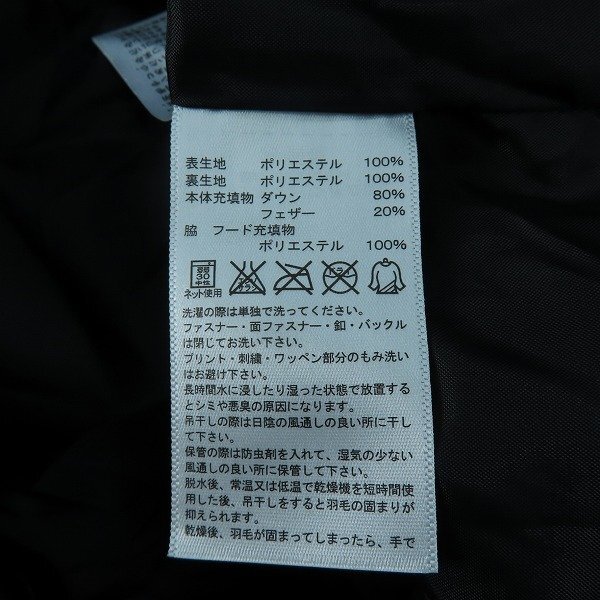 表生地 ポリエステル 100%
裏生地 ポリエステル 100%
本体充填物 ダウン 80%
フェザー 20%
脇 フード充填物
ポリエステル 100%
ネット使用
洗濯の際は単独で洗ってください。
ファスナー・面ファスナー・釦・バックル
は閉じてお洗い下さい。
プリント・刺繍・ワッペン部分のもみ洗い
はお避け下さい。
長時間水に浸したり湿った状態で放置する
とシミや悪臭の原因になります。
吊干しの際は日陰の風通しの良い所に干し
て下さい。
保管の際は防虫剤を入れて、湿気の少ない
風通しの良い所に保管して下さい。
脱水後、常温又は低温で乾燥機を短時間使
用した後、吊干しをすると羽毛の固まりが
抑えられます。
乾燥後、羽毛が固まってしまったら、手で